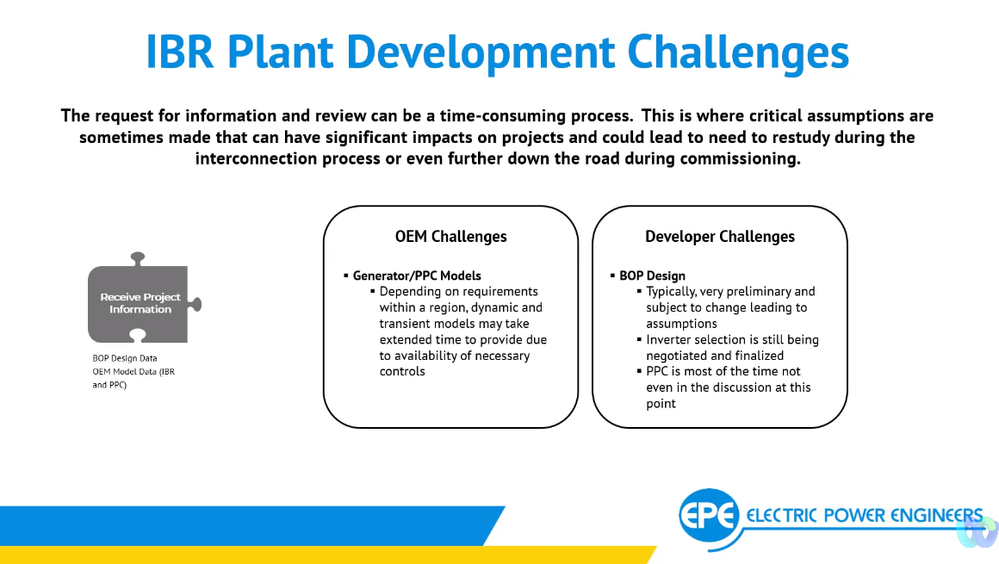 IBR Plant Development Challenges
The request for information and review can be a time-consuming process.  This is where critical assumptions are
sometimes made that can have significant impacts on projects and could lead to need to restudy during the
interconnection process or even further down the road during commissioning.
Receive Project
Information
BOP Design Data
OEM Model Data (IBR
and PPC)
OEM Challenges
▪ Generator/PPC Models
▪ Depending on requirements
within a region, dynamic and
transient models may take
extended time to provide due
to availability of necessary
controls
Developer Challenges
▪ BOP Design
▪ Typically, very preliminary and
subject to change leading to
assumptions
▪ Inverter selection is still being
negotiated and finalized
▪ PPC is most of the time not
even in the discussion at this
point
EPE ELECTRIC POWER ENGINEERS